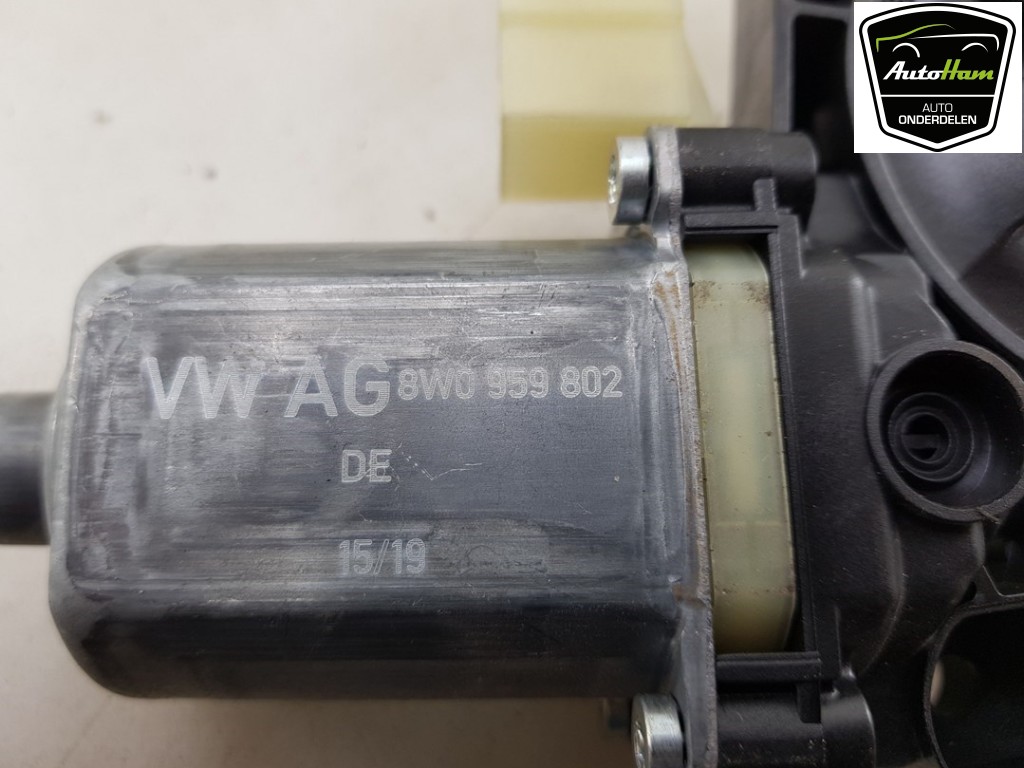 AutoHam
AUTO
ONDERDELEN
VW AG 8W0 959 802
DE
15/19